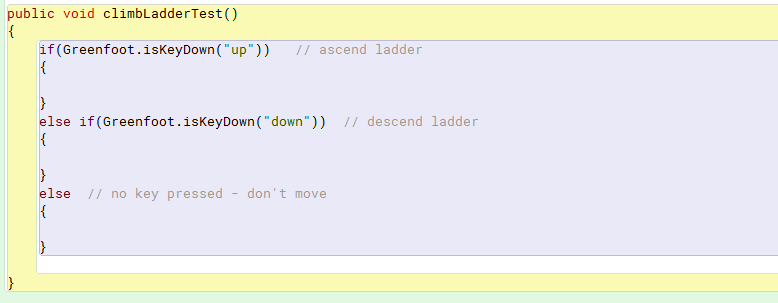 public void climbLadderTest()
{
if(Greenfoot.isKeyDown("up"))   // ascend ladder
{
}
else if(Greenfoot.isKeyDown("down"))  // descend ladder
{
}
else  // no key pressed - don't move
{
}
}